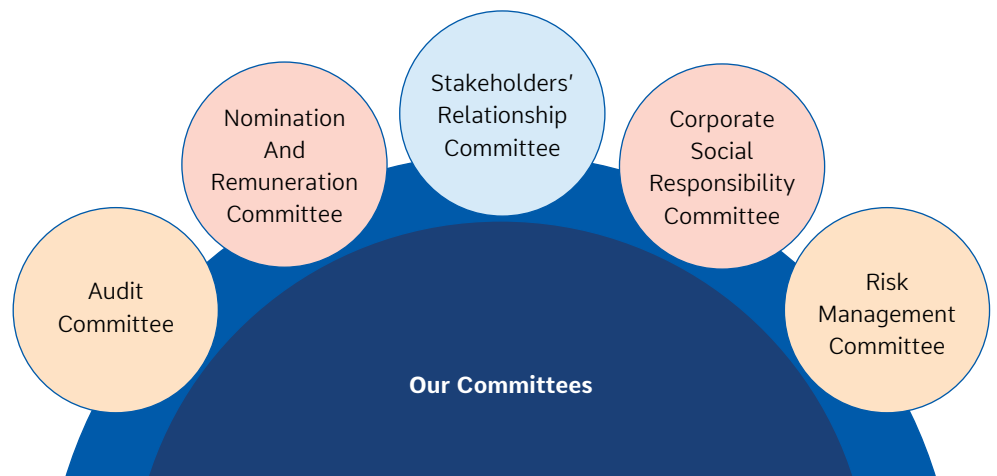 Audit
Committee
Nomination
And
Remuneration
Committee
Stakeholders'
Relationship
Committee
Corporate
Social
Responsibility
Committee
Risk
Management
Committee
Our Committees